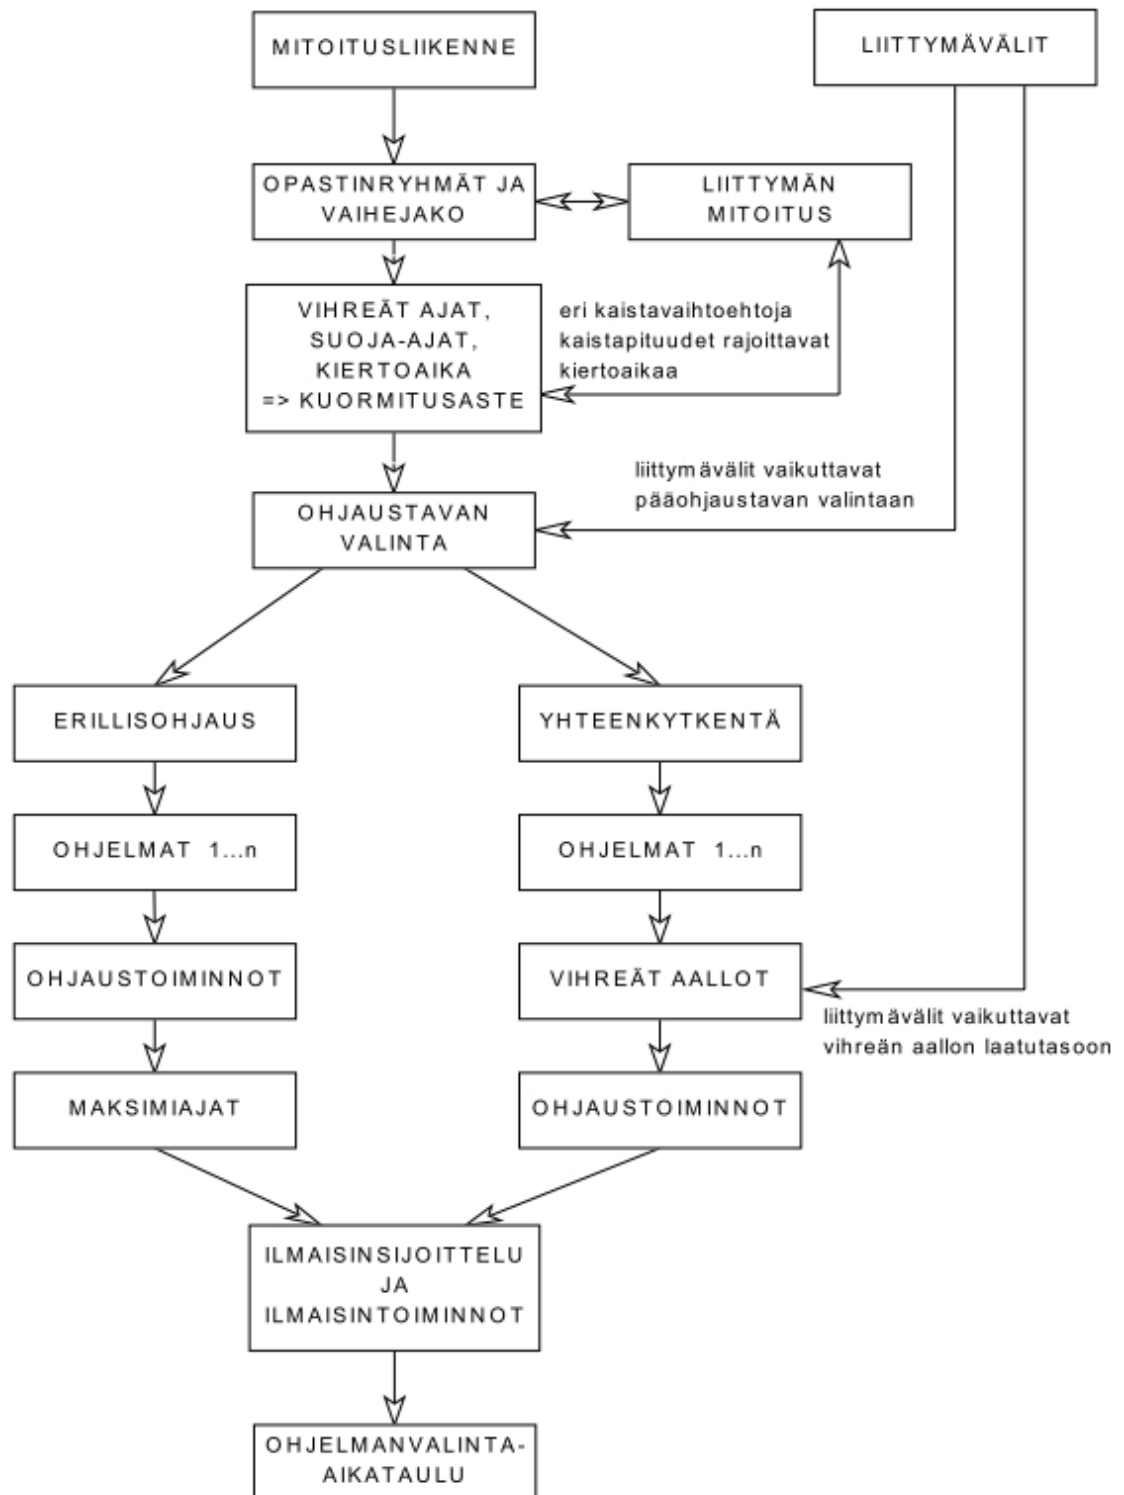 MITOITUSLIIKENNE
LIITTYMÄVÄLIT
OPASTINRYHMÄT JA
VAIHEJAKO
LIITTYMÄN
MITOITUS
VIHREÄT AJAT,
SUOJA-AJAT,
KIERTOAIKA
=> KUORMITUSASTE
eri kaistavaihtoehtoja
kaistapituudet rajoittavat
kiertoaikaa
liittymävälit vaikuttavat
pääohjaustavan valintaan
OHJAUSTAVAN
VALINTA
ERILLISOHJAUS
YHTEENKYTKENTÄ
OHJELMAT 1...n
OHJELMAT 1...n
OHJAUSTOIMINNOT
VIHREÄT AALLOT
liittymävälit vaikuttavat
vihreän aallon laatutasoon
MAKSIMIAJAT
OHJAUSTOIMINNOT
ILMAISINSIJOITTELU
JA
ILMAISINTOIMINNOT
OHJELMANVALINTA-
AIKATAULU